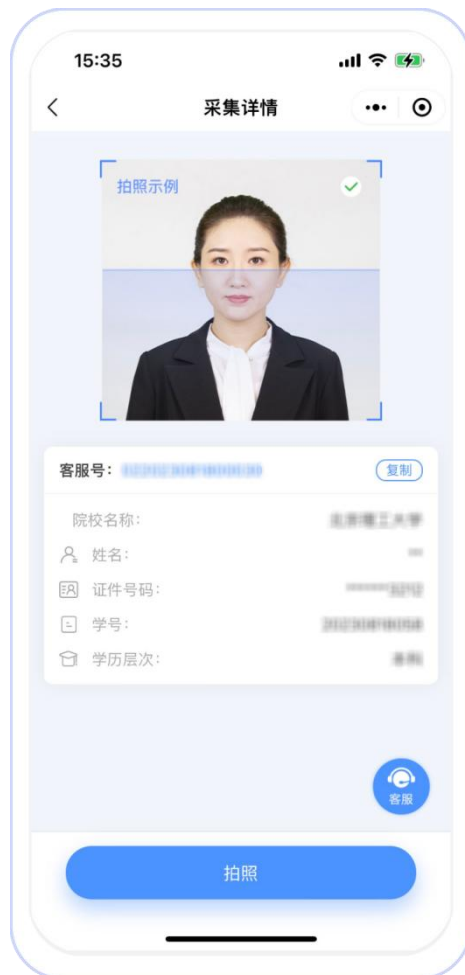 15:35
采集详情
拍照示例
客服号：
复制
院校名称：
姓名：
证件号码：
学号：
学历层次：
客服
拍照